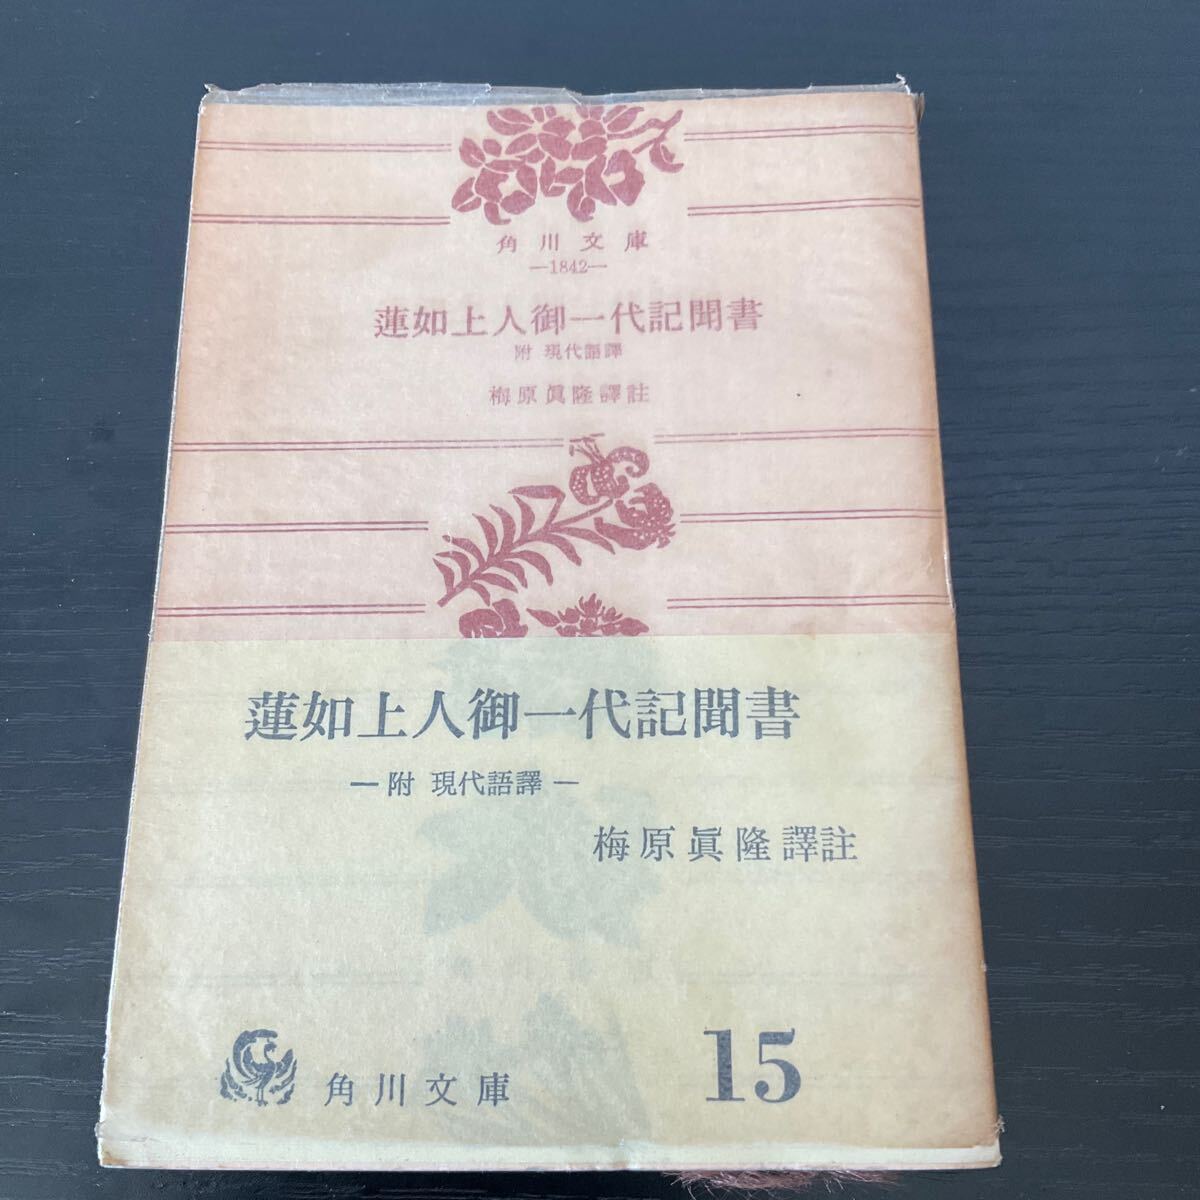 角川文庫
—1842—
蓮如上人御一代記聞書
附 現代語譯
梅原眞隆譯註
蓮如上人御一代記聞書
— 附 現代語譯 —
梅原眞隆譯註
角川文庫
15